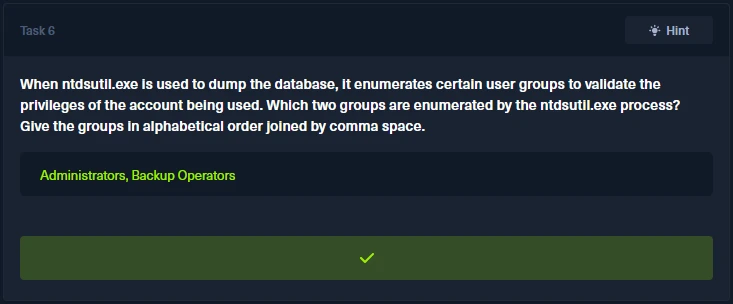 Task 6
Hint
When ntdsutil.exe is used to dump the database, it enumerates certain user groups to validate the
privileges of the account being used. Which two groups are enumerated by the ntdsutil.exe process?
Give the groups in alphabetical order joined by comma space.
Administrators, Backup Operators